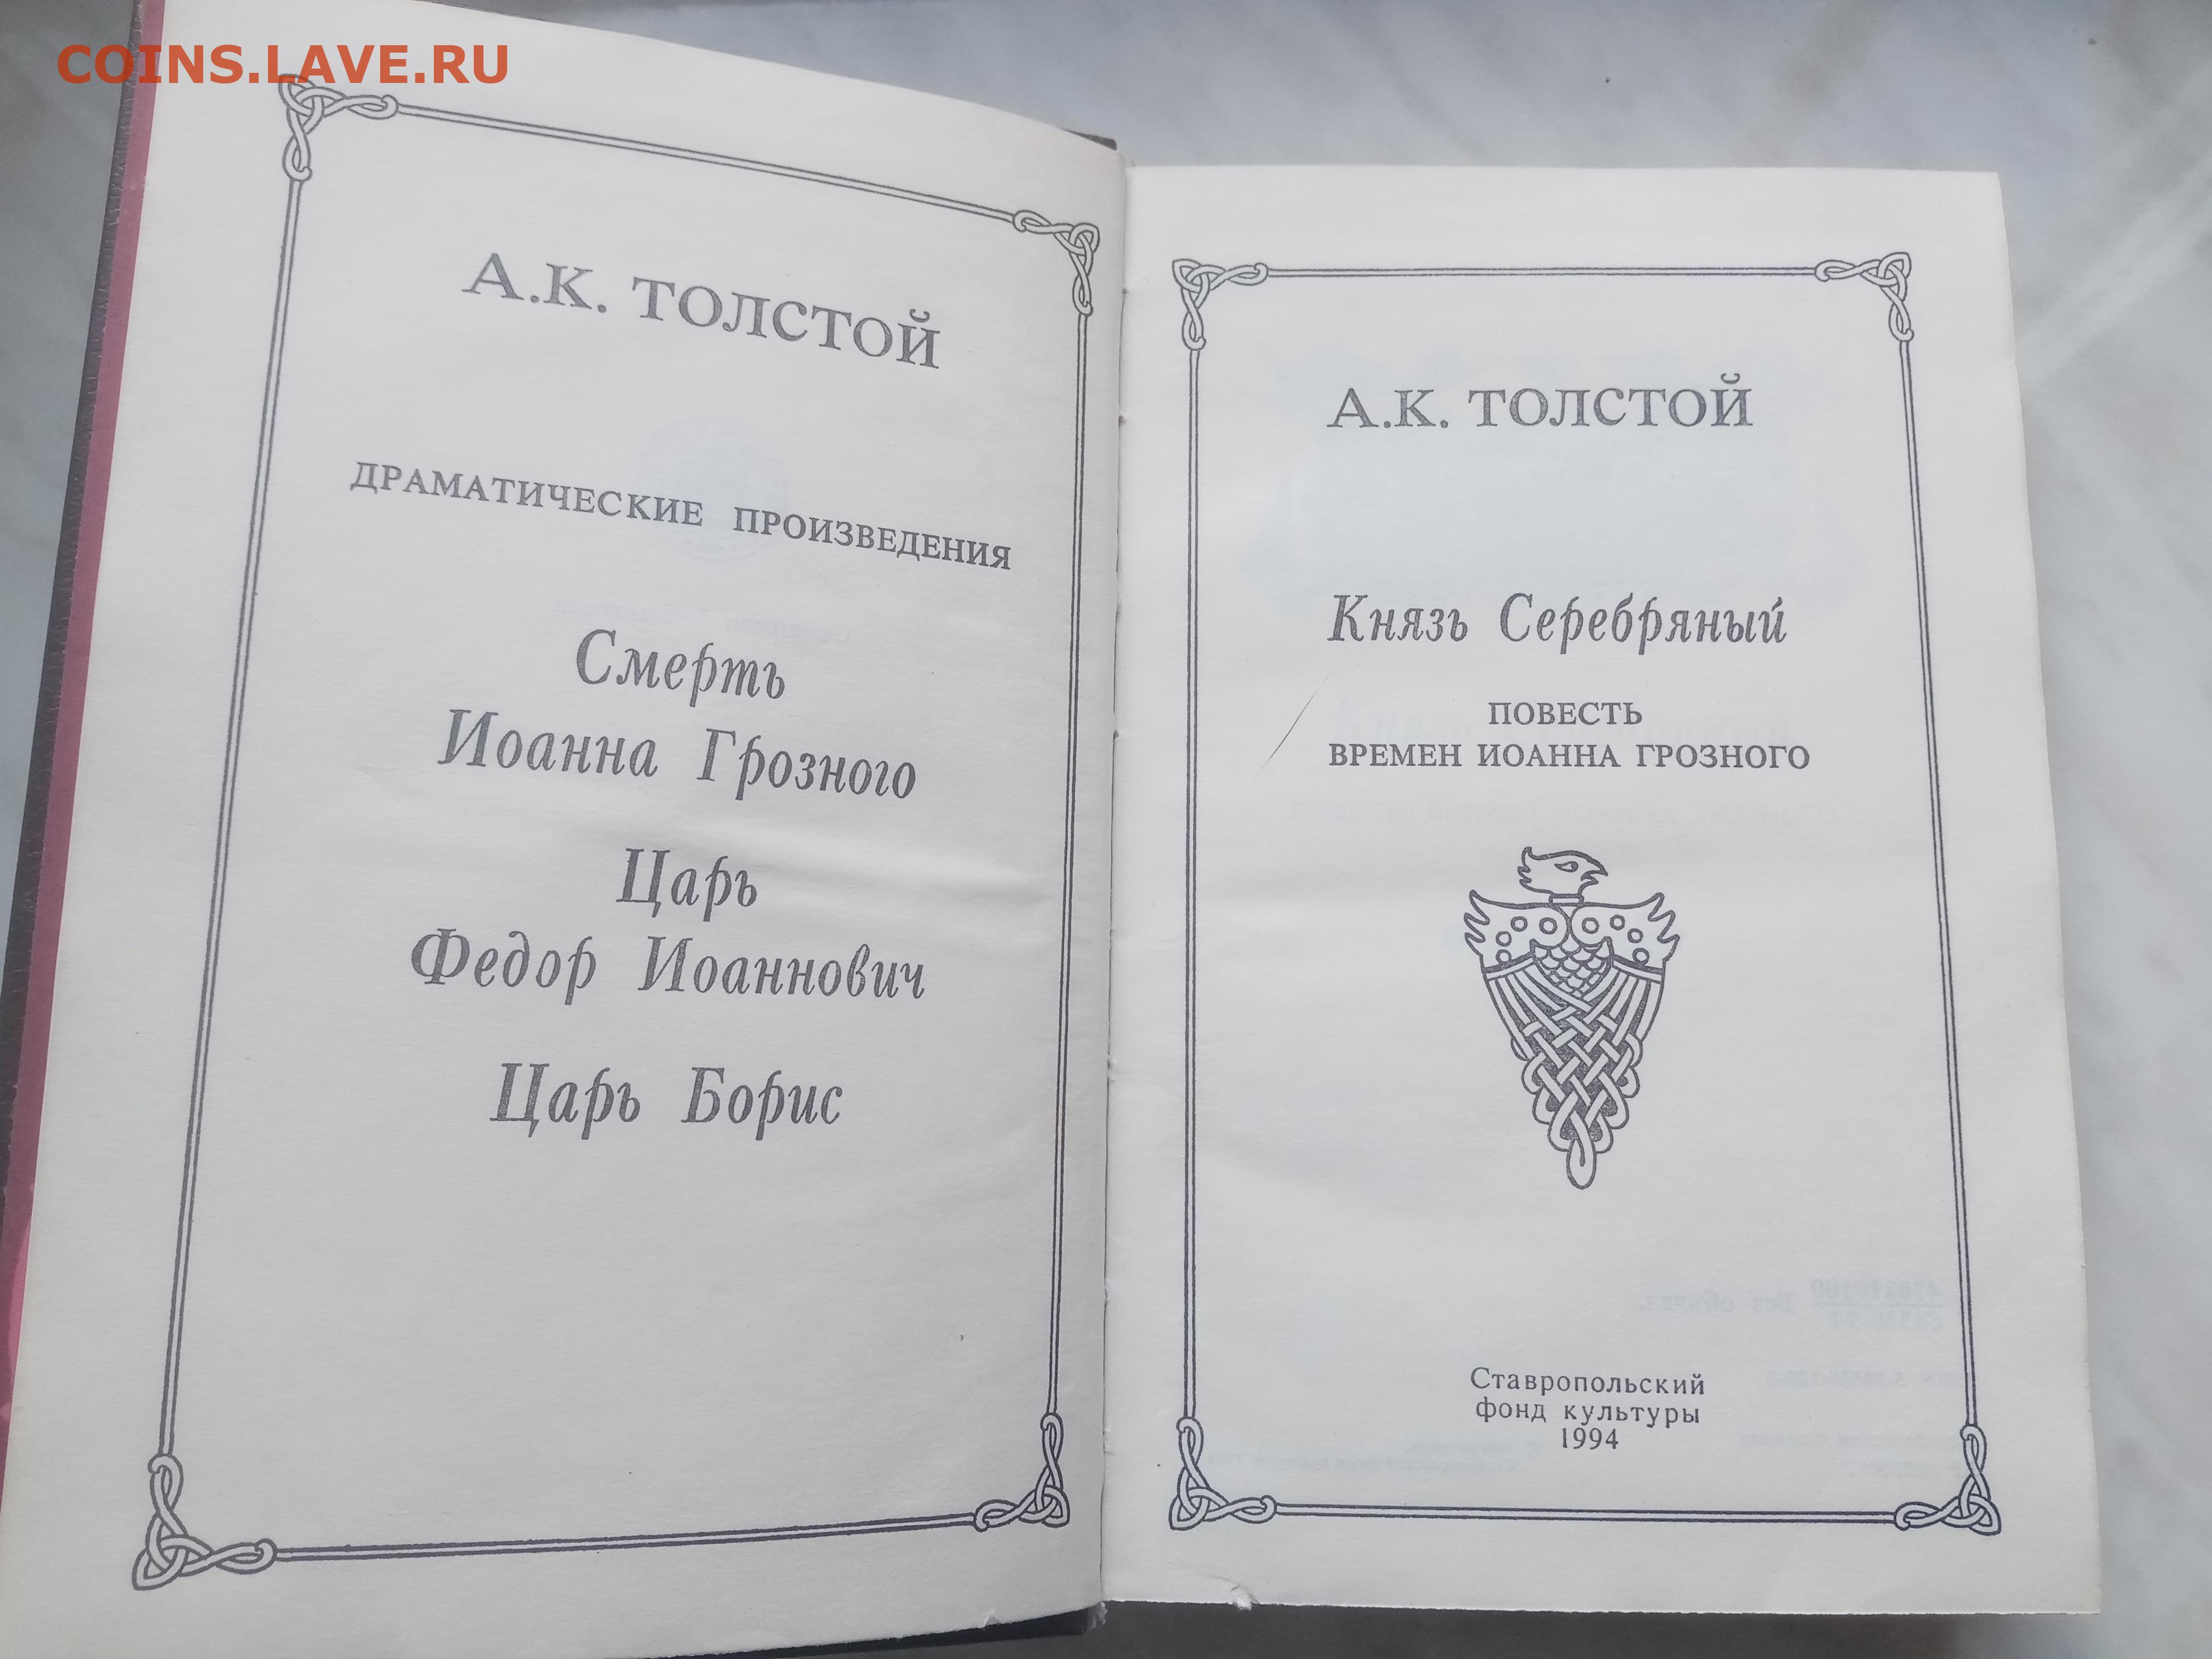 COINS.LAVE.RU
А.К. ТОЛСТОЙ
ДРАМАТИЧЕСКИЕ ПРОИЗВЕДЕНИЯ
Смерть
Иоанна Грозного
Царь
Федор Иоаннович
Царь Борис
А.К. ТОЛСТОЙ
Князь Серебряный
ПОВЕСТЬ
ВРЕМЕН ИОАННА ГРОЗНОГО
Ставропольский
фонд культуры
1994